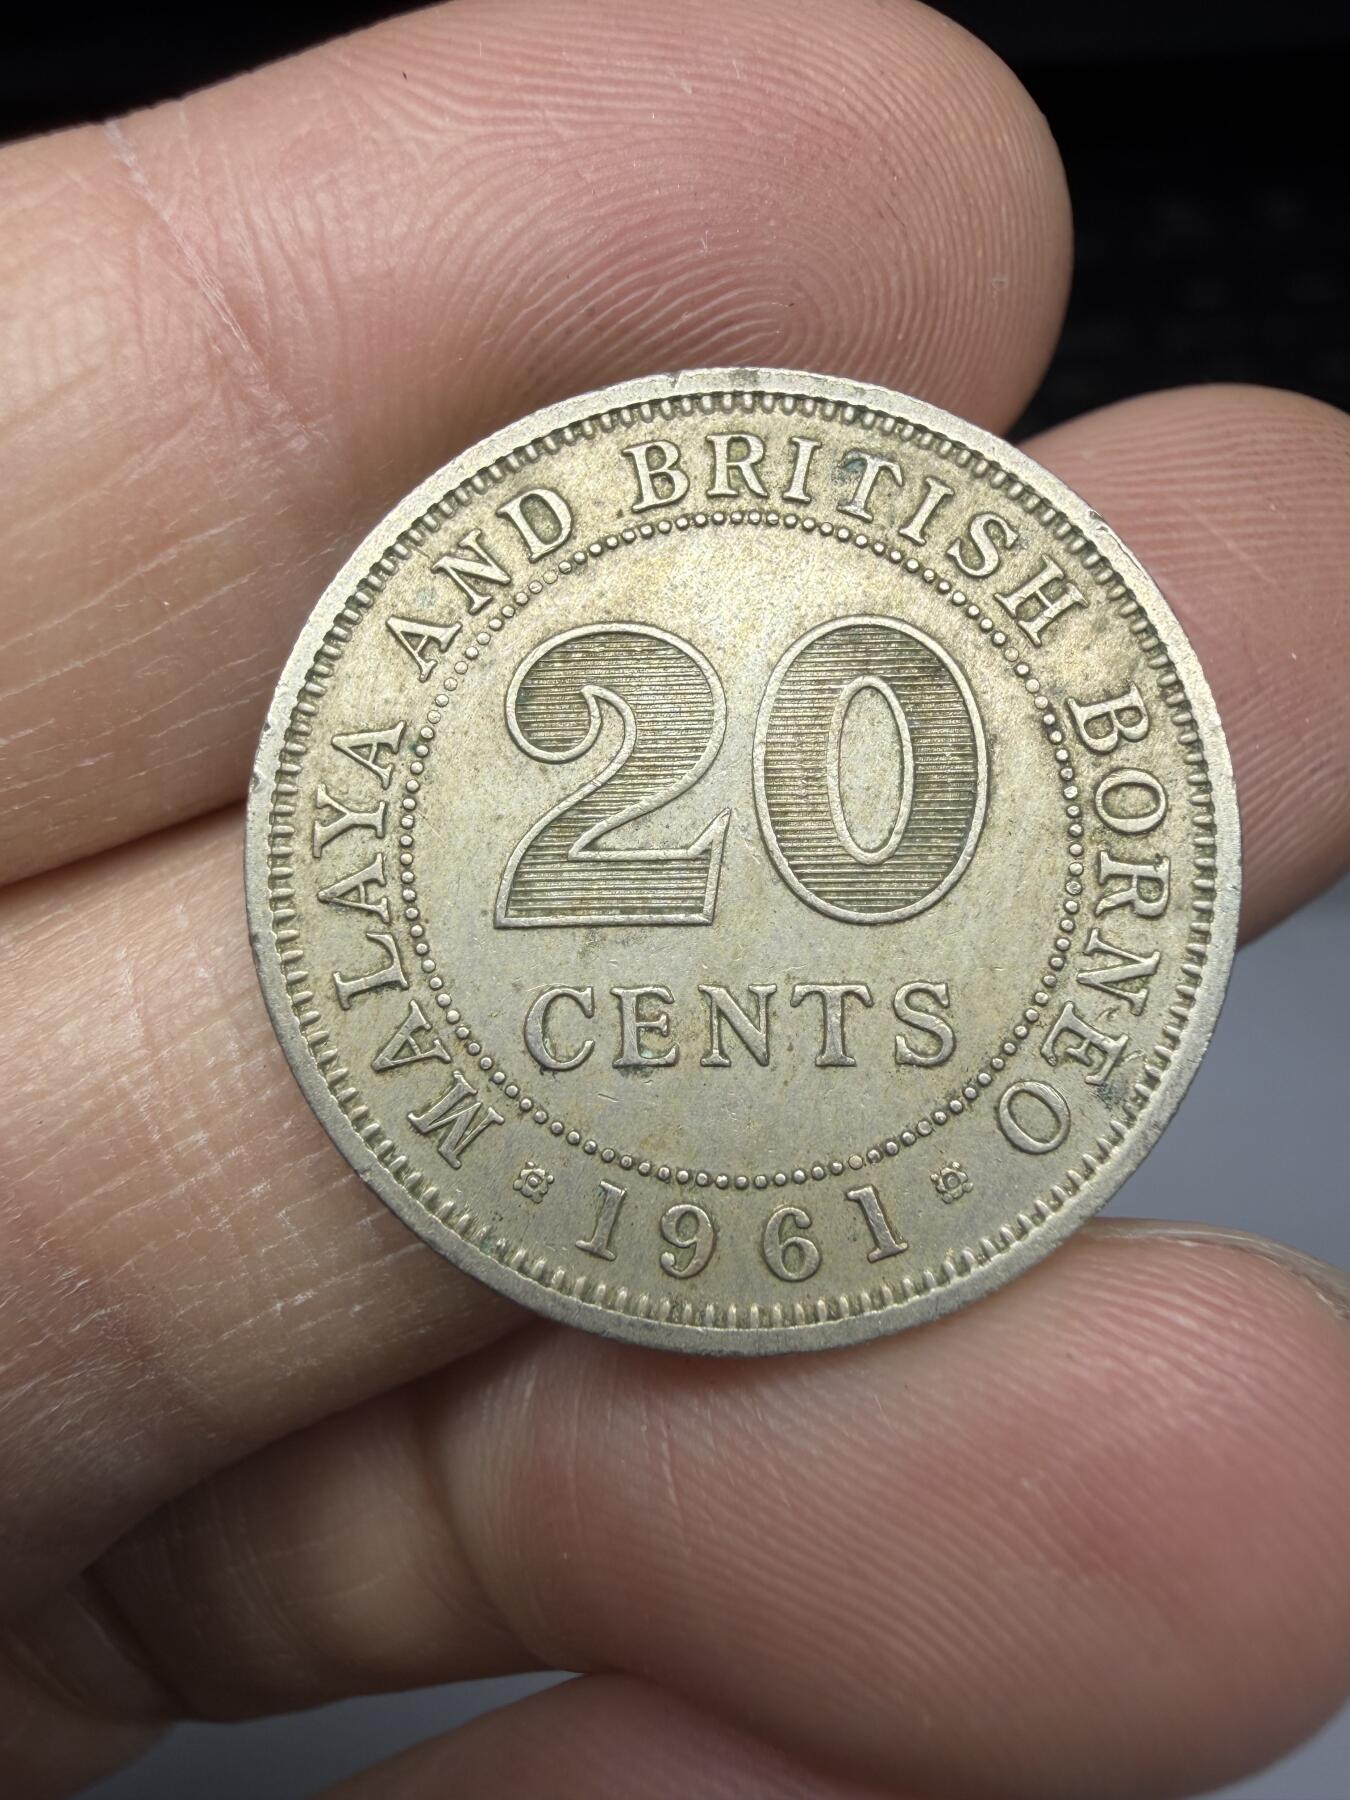 MALAYA AND BRITISH BORNEO
20
CENTS
1961